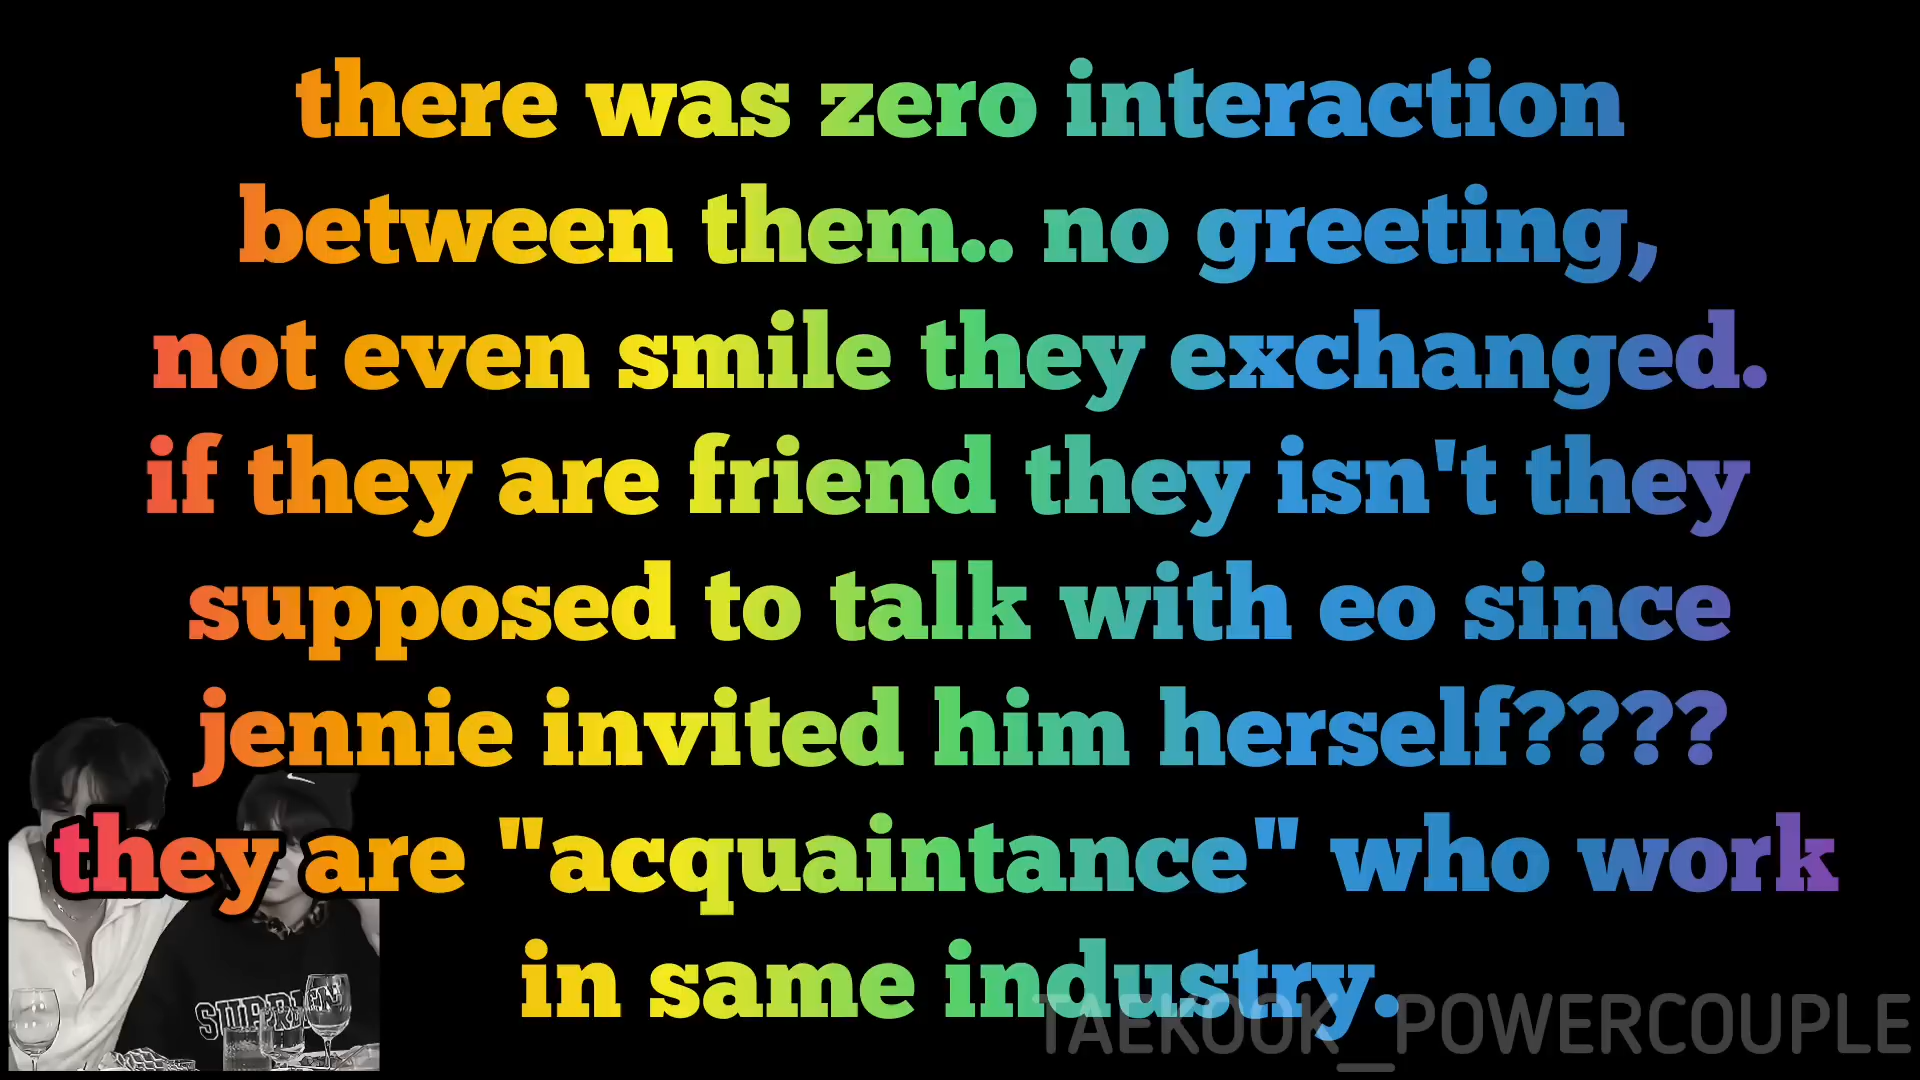 there was zero interaction
between them.. no greeting,
not even smile they exchanged.
if they are friend they isn't they
supposed to talk with eo since
jennie invited him herself????
they are "acquaintance" who work
in same industry.
TAEKOOK_POWERCOUPLE